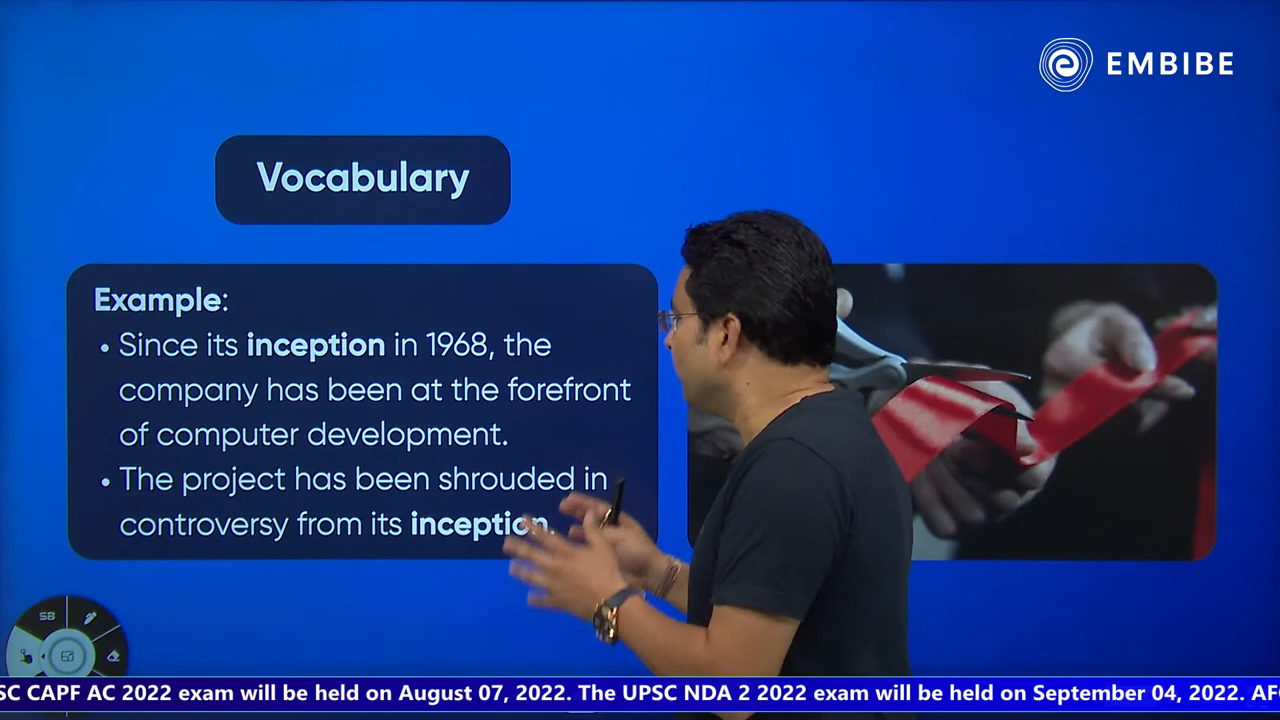 EMBIBE
Vocabulary
Example:
• Since its inception in 1968, the
company has been at the forefront
of computer development.
• The project has been shrouded in
controversy from its inception.
SB
SC CAPF AC 2022 exam will be held on August 07, 2022. The UPSC NDA 2 2022 exam will be held on September 04, 2022. AF